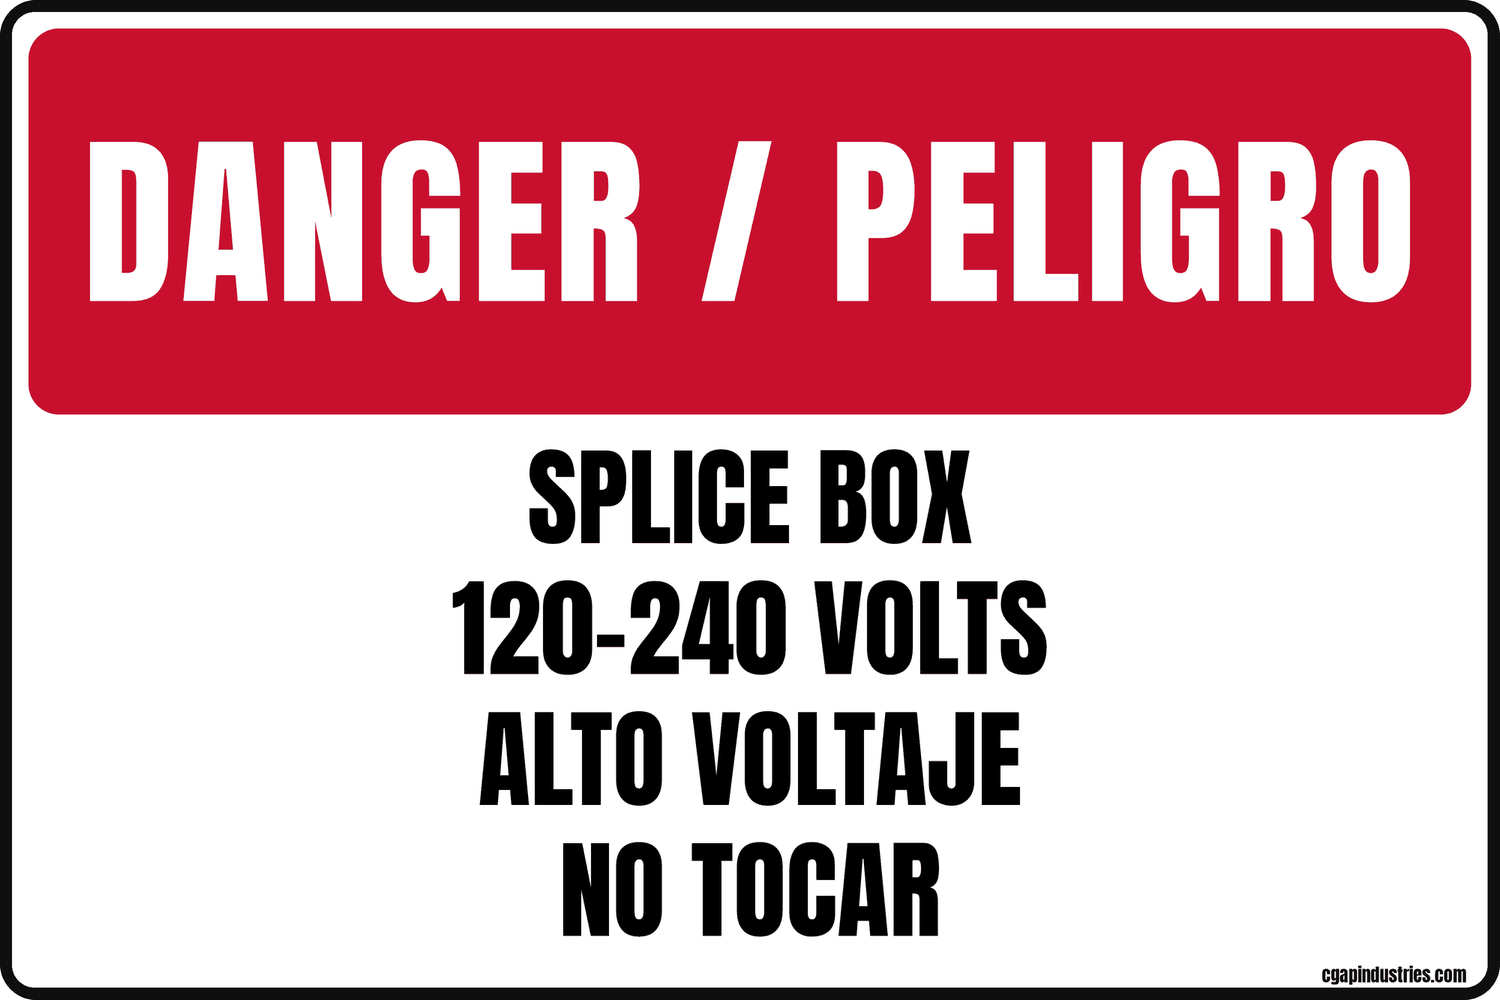 DANGER / PELIGRO
SPLICE BOX
120-240 VOLTS
ALTO VOLTAJE
NO TOCAR
cgapindustries.com